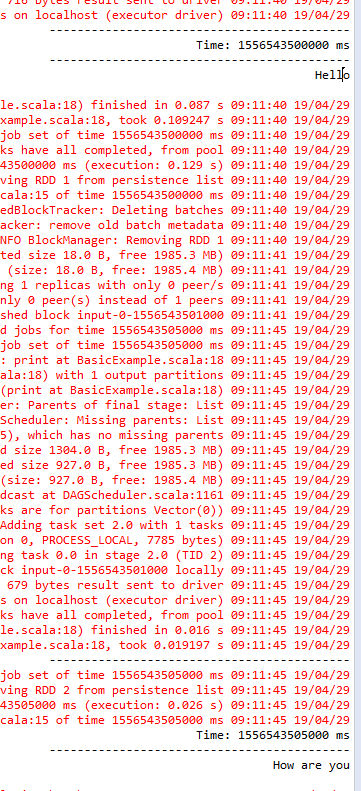 s on localhost (executor driver) 09:11:40 19/04/29
-------------------------------------------
Time: 1556543500000 ms
-------------------------------------------
Hello
le.scala:18) finished in 0.087 s 09:11:40 19/04/29
xample.scala:18, took 0.109247 s 09:11:40 19/04/29
job set of time 1556543500000 ms 09:11:40 19/04/29
ks have all completed, from pool 09:11:40 19/04/29
43500000 ms (execution: 0.129 s) 09:11:40 19/04/29
ving RDD 1 from persistence list 09:11:40 19/04/29
cala:15 of time 1556543500000 ms 09:11:40 19/04/29
edBlockTracker: Deleting batches 09:11:40 19/04/29
acker: remove old batch metadata 09:11:40 19/04/29
NFO BlockManager: Removing RDD 1 09:11:40 19/04/29
ted size 18.0 B, free 1985.3 MB) 09:11:41 19/04/29
(size: 18.0 B, free: 1985.4 MB) 09:11:41 19/04/29
ng 1 replicas with only 0 peer/s 09:11:41 19/04/29
nly 0 peer(s) instead of 1 peers 09:11:41 19/04/29
shed block input-0-1556543501000 09:11:41 19/04/29
d jobs for time 1556543505000 ms 09:11:45 19/04/29
job set of time 1556543505000 ms 09:11:45 19/04/29
: print at BasicExample.scala:18 09:11:45 19/04/29
ala:18) with 1 output partitions 09:11:45 19/04/29
(print at BasicExample.scala:18) 09:11:45 19/04/29
er: Parents of final stage: List 09:11:45 19/04/29
Scheduler: Missing parents: List 09:11:45 19/04/29
5), which has no missing parents 09:11:45 19/04/29
d size 1304.0 B, free 1985.3 MB) 09:11:45 19/04/29
ed size 927.0 B, free 1985.3 MB) 09:11:45 19/04/29
(size: 927.0 B, free: 1985.4 MB) 09:11:45 19/04/29
dcast at DAGScheduler.scala:1161 09:11:45 19/04/29
ks are for partitions Vector(0)) 09:11:45 19/04/29
Adding task set 2.0 with 1 tasks 09:11:45 19/04/29
on 0, PROCESS_LOCAL, 7785 bytes) 09:11:45 19/04/29
ng task 0.0 in stage 2.0 (TID 2) 09:11:45 19/04/29
ck input-0-1556543501000 locally 09:11:45 19/04/29
679 bytes result sent to driver 09:11:45 19/04/29
s on localhost (executor driver) 09:11:45 19/04/29
ks have all completed, from pool 09:11:45 19/04/29
le.scala:18) finished in 0.016 s 09:11:45 19/04/29
xample.scala:18, took 0.019197 s 09:11:45 19/04/29
-------------------------------------------
job set of time 1556543505000 ms 09:11:45 19/04/29
ving RDD 2 from persistence list 09:11:45 19/04/29
43505000 ms (execution: 0.026 s) 09:11:45 19/04/29
cala:15 of time 1556543505000 ms 09:11:45 19/04/29
Time: 1556543505000 ms
-------------------------------------------
How are you